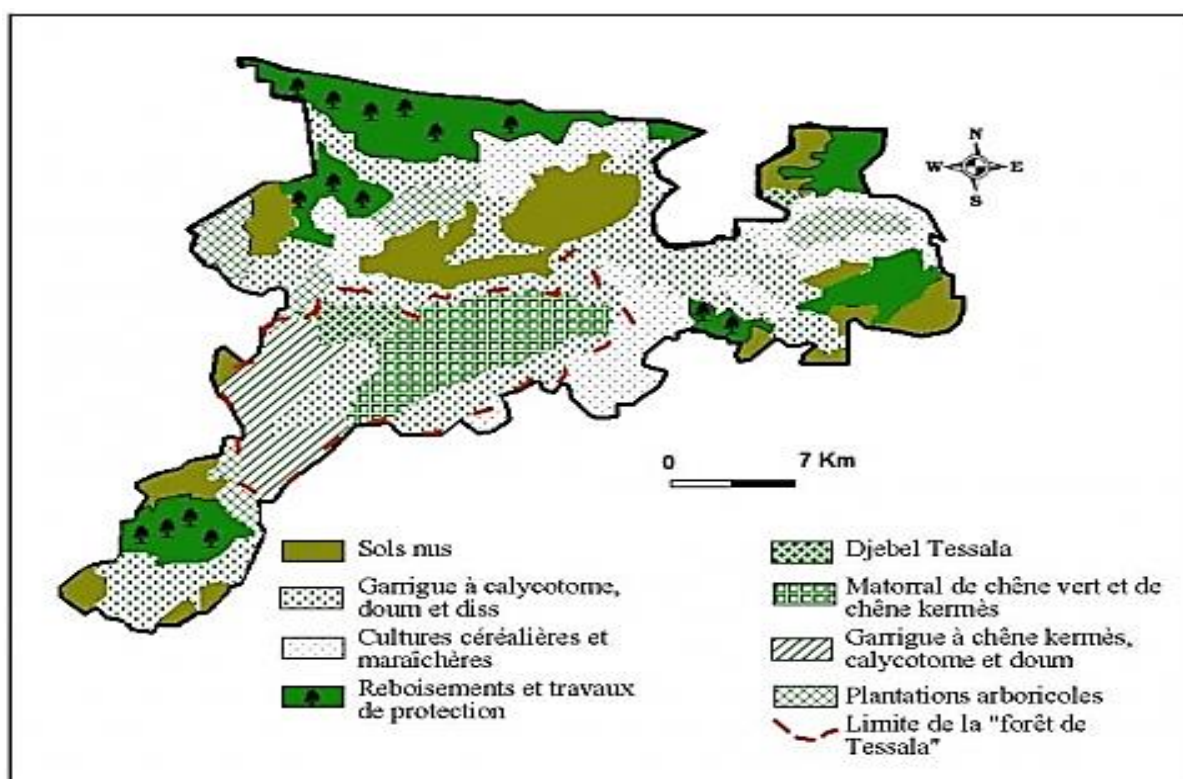 N
W E
S
0 7 Km
Sols nus
Garrigue à calycotome,
doum et diss
Cultures céréalières et
maraîchères
Reboisements et travaux
de protection
Djebel Tessala
Matorral de chêne vert et de
chêne kermès
Garrigue à chêne kermès,
calycotome et doum
Plantations arboricoles
Limite de la "forêt de
Tessala"